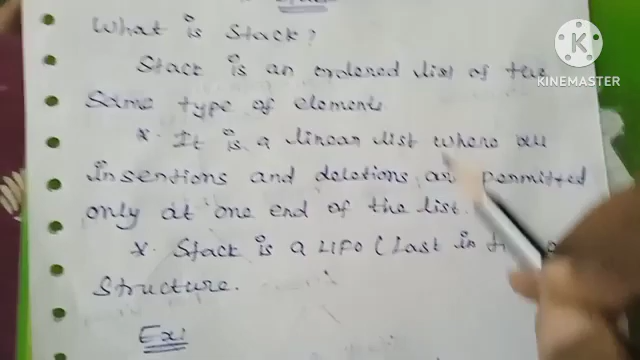 What is Stack?
Stack is an ordered list of the
same type of elements
* It is a linear list where all
insertions and deletions are permitted
only at one end of the list.
* Stack is a LIFO (Last in
structure.
Ex:
K
KINEMASTER